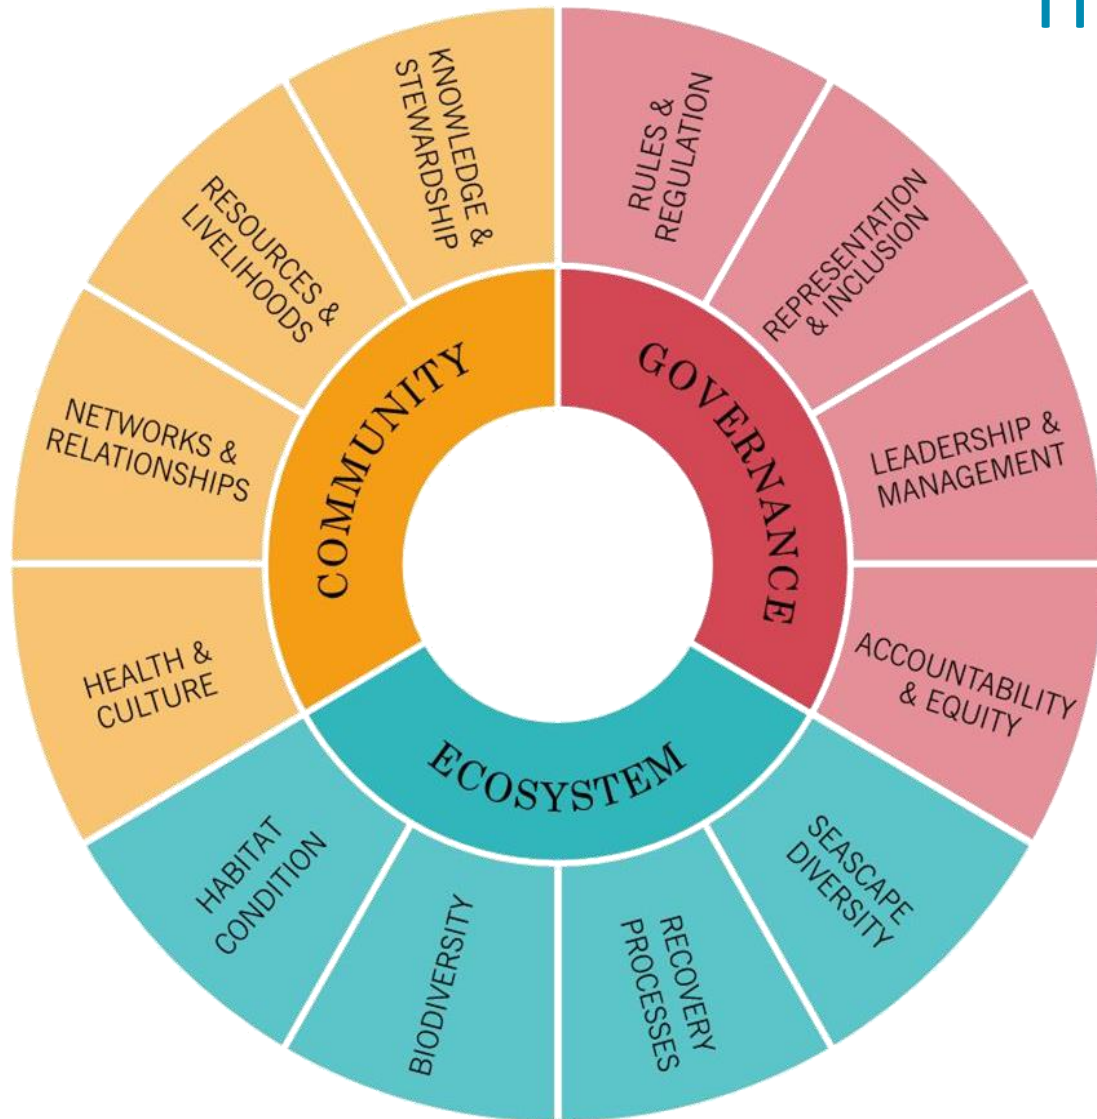 KNOWLEDGE &
STEWARDSHIP
RULES &
REGULATION
REPRESENTATION
& INCLUSION
LEADERSHIP &
MANAGEMENT
ACCOUNTABILITY
& EQUITY
SEASCAPE
DIVERSITY
RECOVERY
PROCESSES
BIODIVERSITY
HABITAT
CONDITION
HEALTH &
CULTURE
NETWORKS &
RELATIONSHIPS
RESOURCES &
LIVELIHOODS
COMMUNITY
GOVERNANCE
ECOSYSTEM